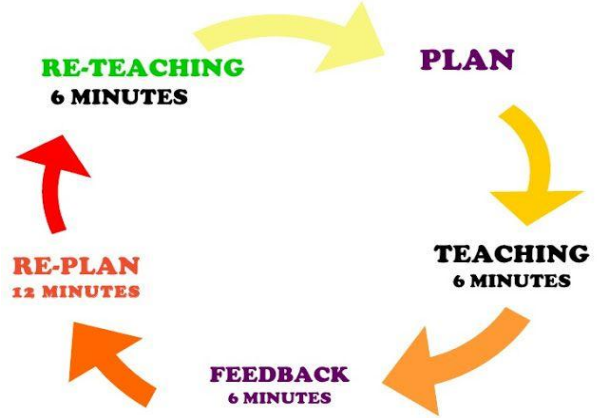 PLAN
TEACHING
6 MINUTES
FEEDBACK
6 MINUTES
RE-PLAN
12 MINUTES
RE-TEACHING
6 MINUTES